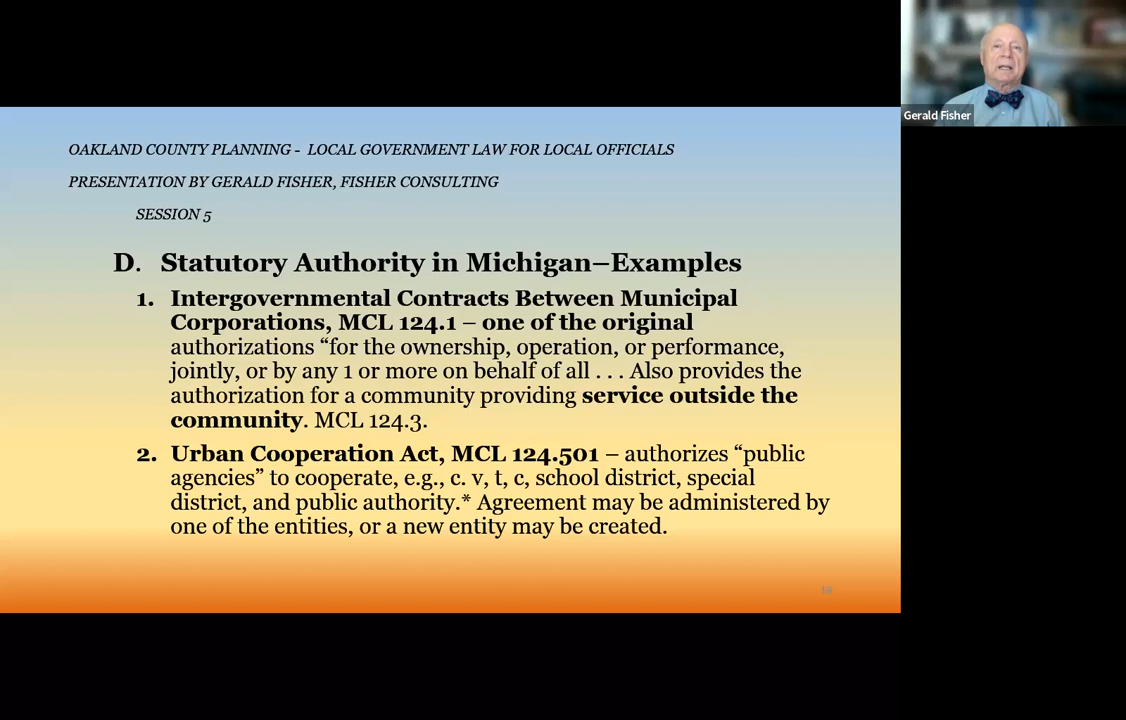 OAKLAND COUNTY PLANNING - LOCAL GOVERNMENT LAW FOR LOCAL OFFICIALS
PRESENTATION BY GERALD FISHER, FISHER CONSULTING
SESSION 5
D. Statutory Authority in Michigan–Examples
1. Intergovernmental Contracts Between Municipal
Corporations, MCL 124.1 – one of the original
authorizations “for the ownership, operation, or performance,
jointly, or by any 1 or more on behalf of all . . . Also provides the
authorization for a community providing service outside the
community. MCL 124.3.
2. Urban Cooperation Act, MCL 124.501 – authorizes “public
agencies” to cooperate, e.g., c. v, t, c, school district, special
district, and public authority.* Agreement may be administered by
one of the entities, or a new entity may be created.
Gerald Fisher